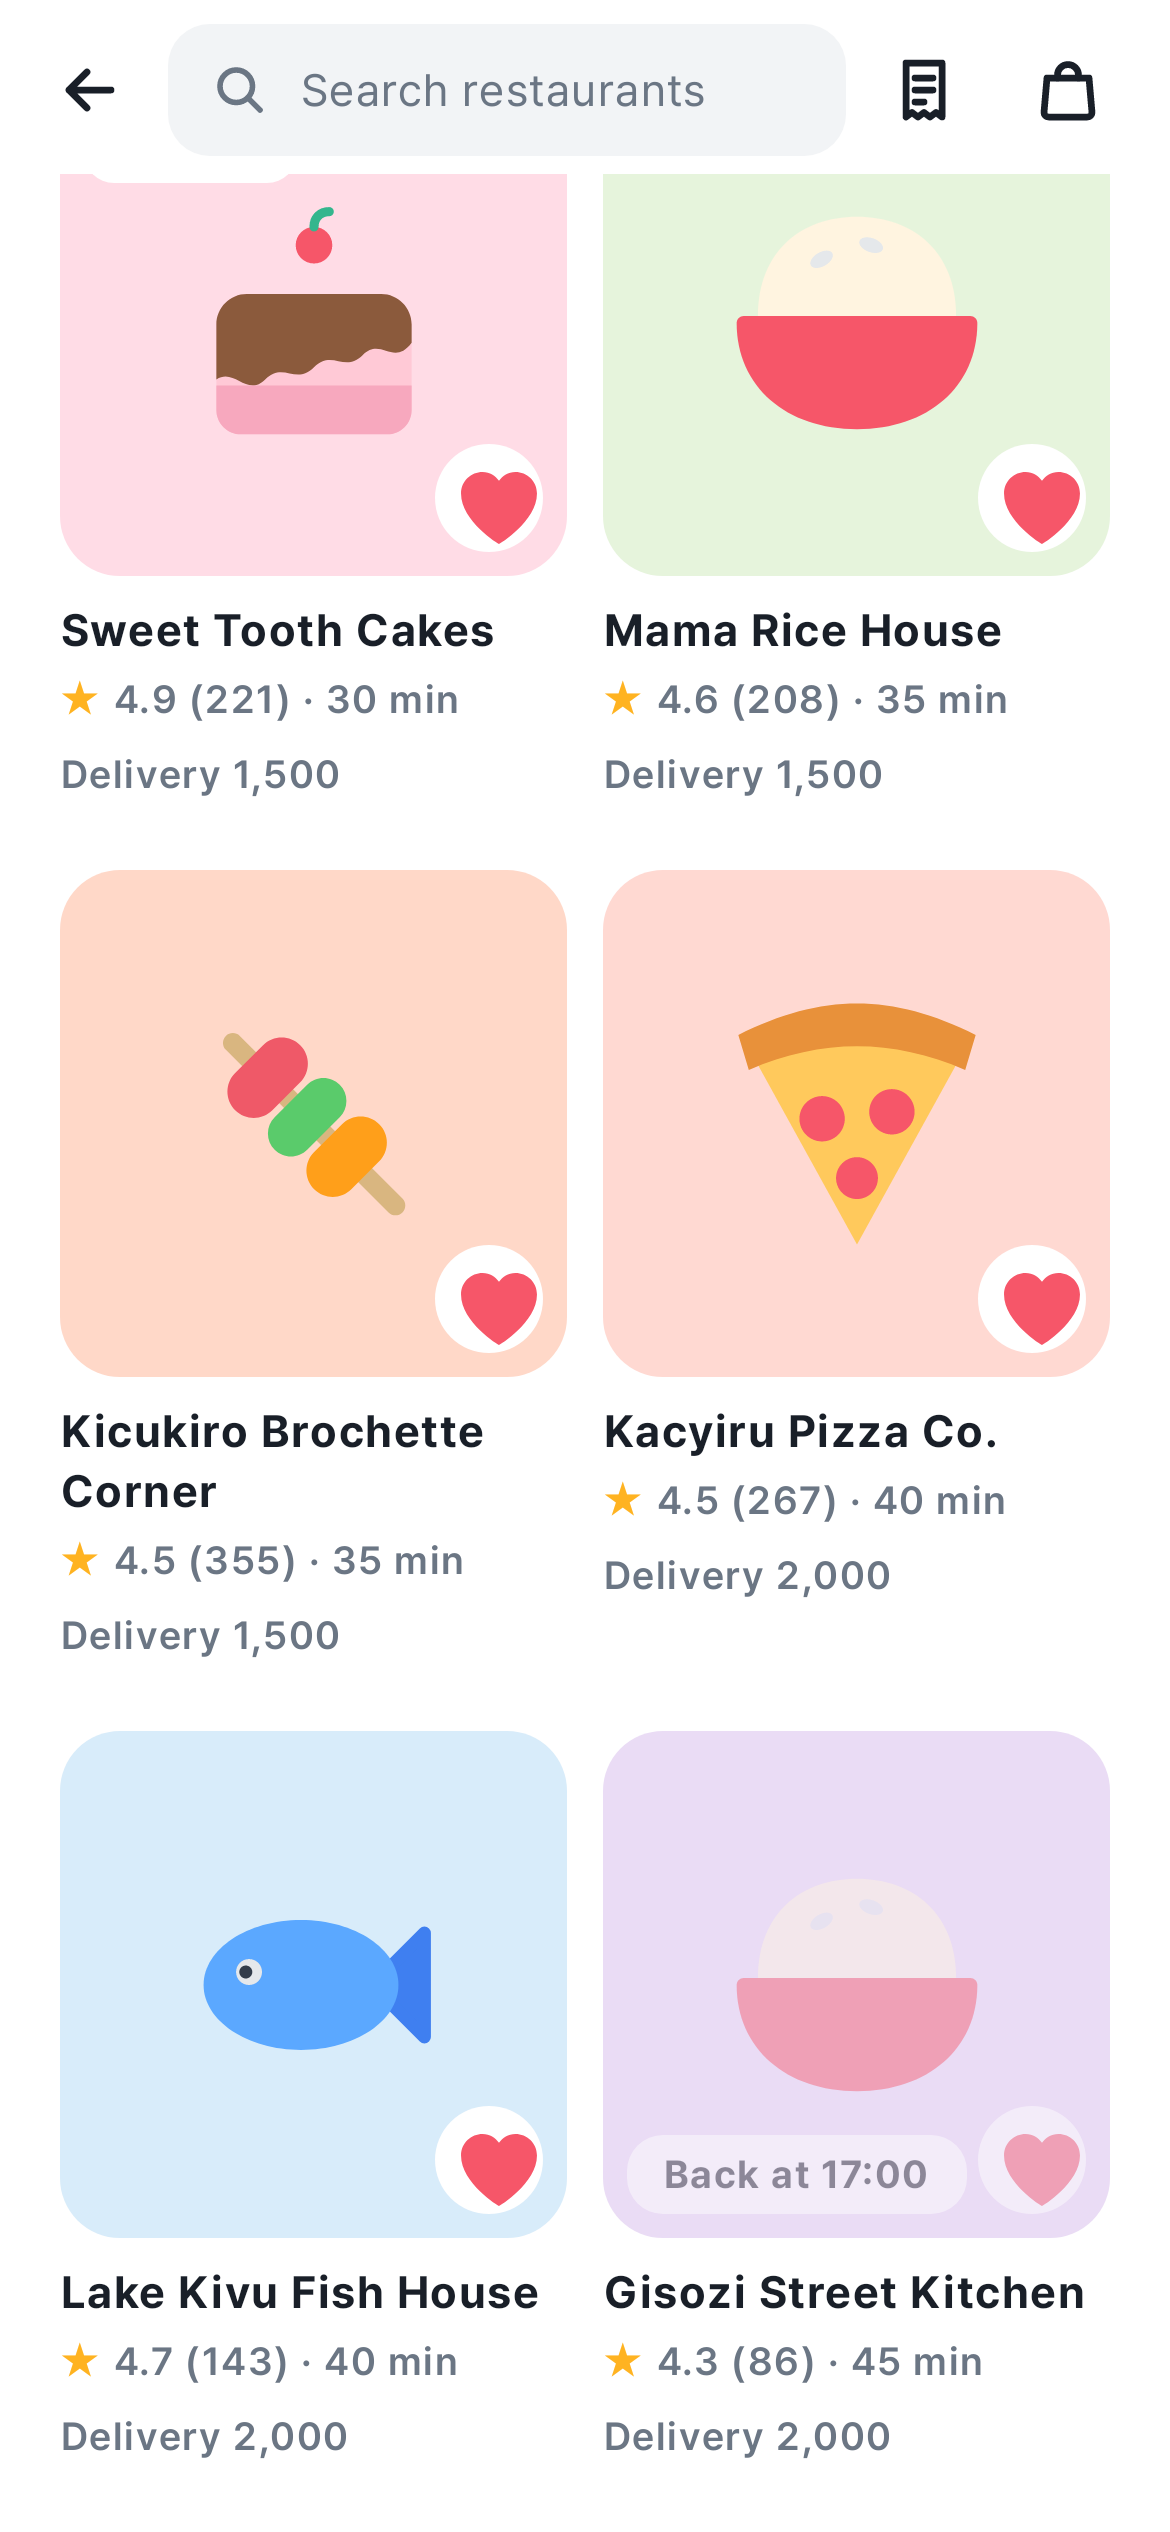 Search restaurants
Sweet Tooth Cakes
★ 4.9 (221) · 30 min
Delivery 1,500
Mama Rice House
★ 4.6 (208) · 35 min
Delivery 1,500
Kicukiro Brochette
Corner
★ 4.5 (355) · 35 min
Delivery 1,500
Kacyiru Pizza Co.
★ 4.5 (267) · 40 min
Delivery 2,000
Lake Kivu Fish House
★ 4.7 (143) · 40 min
Delivery 2,000
Back at 17:00
Gisozi Street Kitchen
★ 4.3 (86) · 45 min
Delivery 2,000